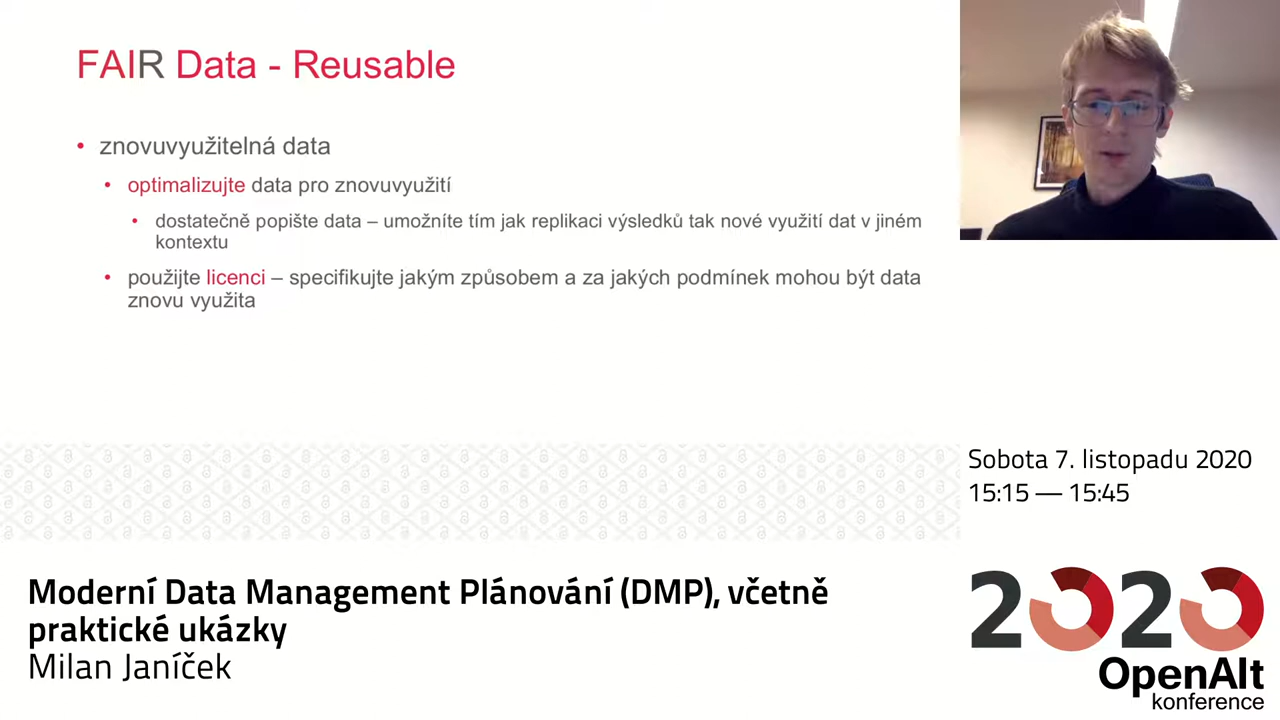 FAIR Data - Reusable
• znovuvyužitelná data
• optimalizujte data pro znovuvyužití
• dostatečně popište data – umožníte tím jak replikaci výsledků tak nové využití dat v jiném
kontextu
• použijte licenci – specifikujte jakým způsobem a za jakých podmínek mohou být data
znovu využita
Sobota 7. listopadu 2020
15:15 — 15:45
Moderní Data Management Plánování (DMP), včetně
praktické ukázky
Milan Janíček
2020
OpenAlt
konference